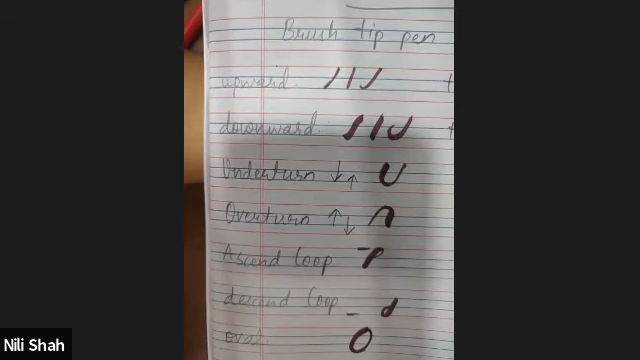 Brush tip pen
upward
downward
Underturn ↓↑
Overturn ↑↓
Ascend loop
descend loop
oval
Nili Shah